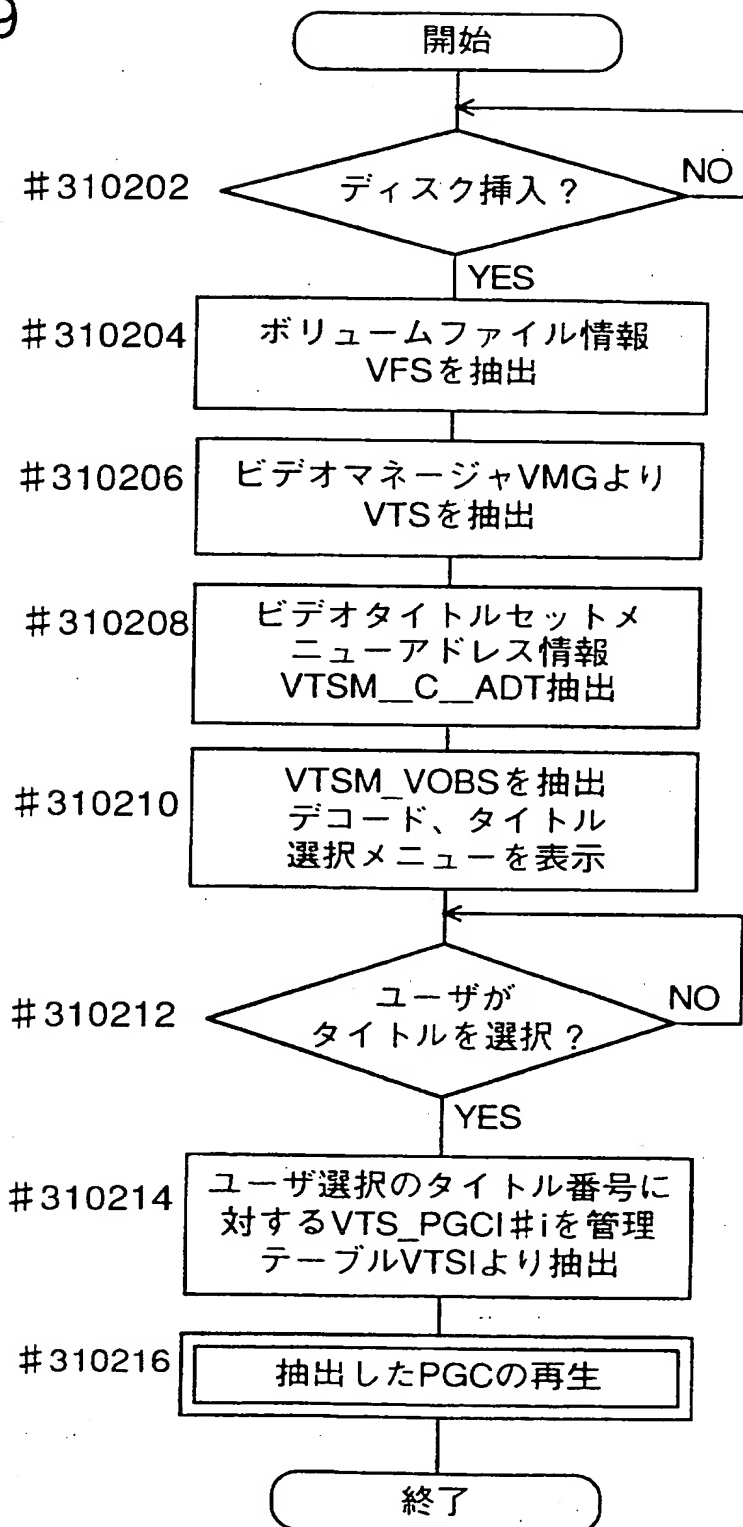 9
開始
#310202
ディスク挿入?
NO
YES
#310204
ボリュームファイル情報
VFSを抽出
#310206
ビデオマネージャVMGより
VTSを抽出
#310208
ビデオタイトルセットメ
ニューアドレス情報
VTSM__C__ADT抽出
#310210
VTSM_VOBSを抽出
デコード、タイトル
選択メニューを表示
#310212
ユーザが
タイトルを選択?
NO
YES
#310214
ユーザ選択のタイトル番号に
対するVTS_PGCI#iを管理
テーブルVTSIより抽出
#310216
抽出したPGCの再生
終了